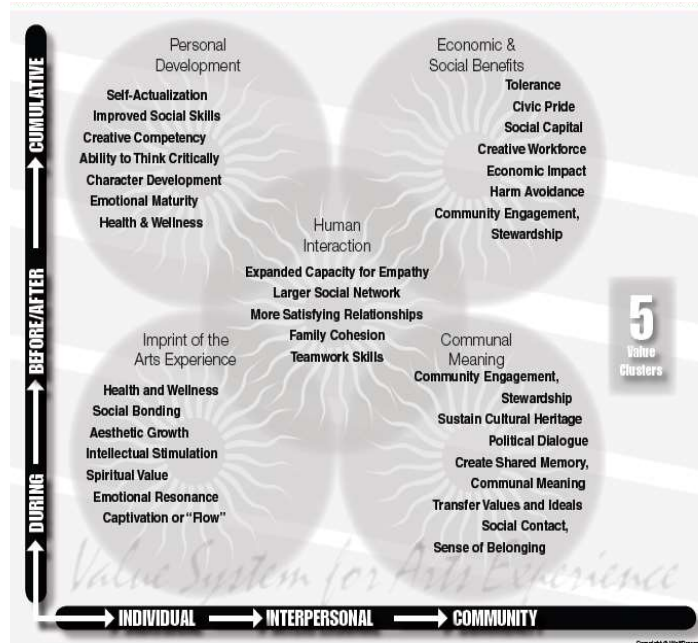 Personal
Development
Self-Actualization
Improved Social Skills
Creative Competency
Ability to Think Critically
Character Development
Emotional Maturity
Health & Wellness
Economic &
Social Benefits
Tolerance
Civic Pride
Social Capital
Creative Workforce
Economic Impact
Harm Avoidance
Community Engagement,
Stewardship
Human
Interaction
Expanded Capacity for Empathy
Larger Social Network
More Satisfying Relationships
Family Cohesion
Teamwork Skills
Imprint of the
Arts Experience
Health and Wellness
Social Bonding
Aesthetic Growth
Intellectual Stimulation
Spiritual Value
Emotional Resonance
Captivation or “Flow”
Communal
Meaning
Community Engagement,
Stewardship
Sustain Cultural Heritage
Political Dialogue
Create Shared Memory,
Communal Meaning
Transfer Values and Ideals
Social Contact,
Sense of Belonging
5
Value
Clusters
CUMULATIVE
BEFORE/AFTER
DURING
Value System for Arts Experience
INDIVIDUAL
INTERPERSONAL
COMMUNITY